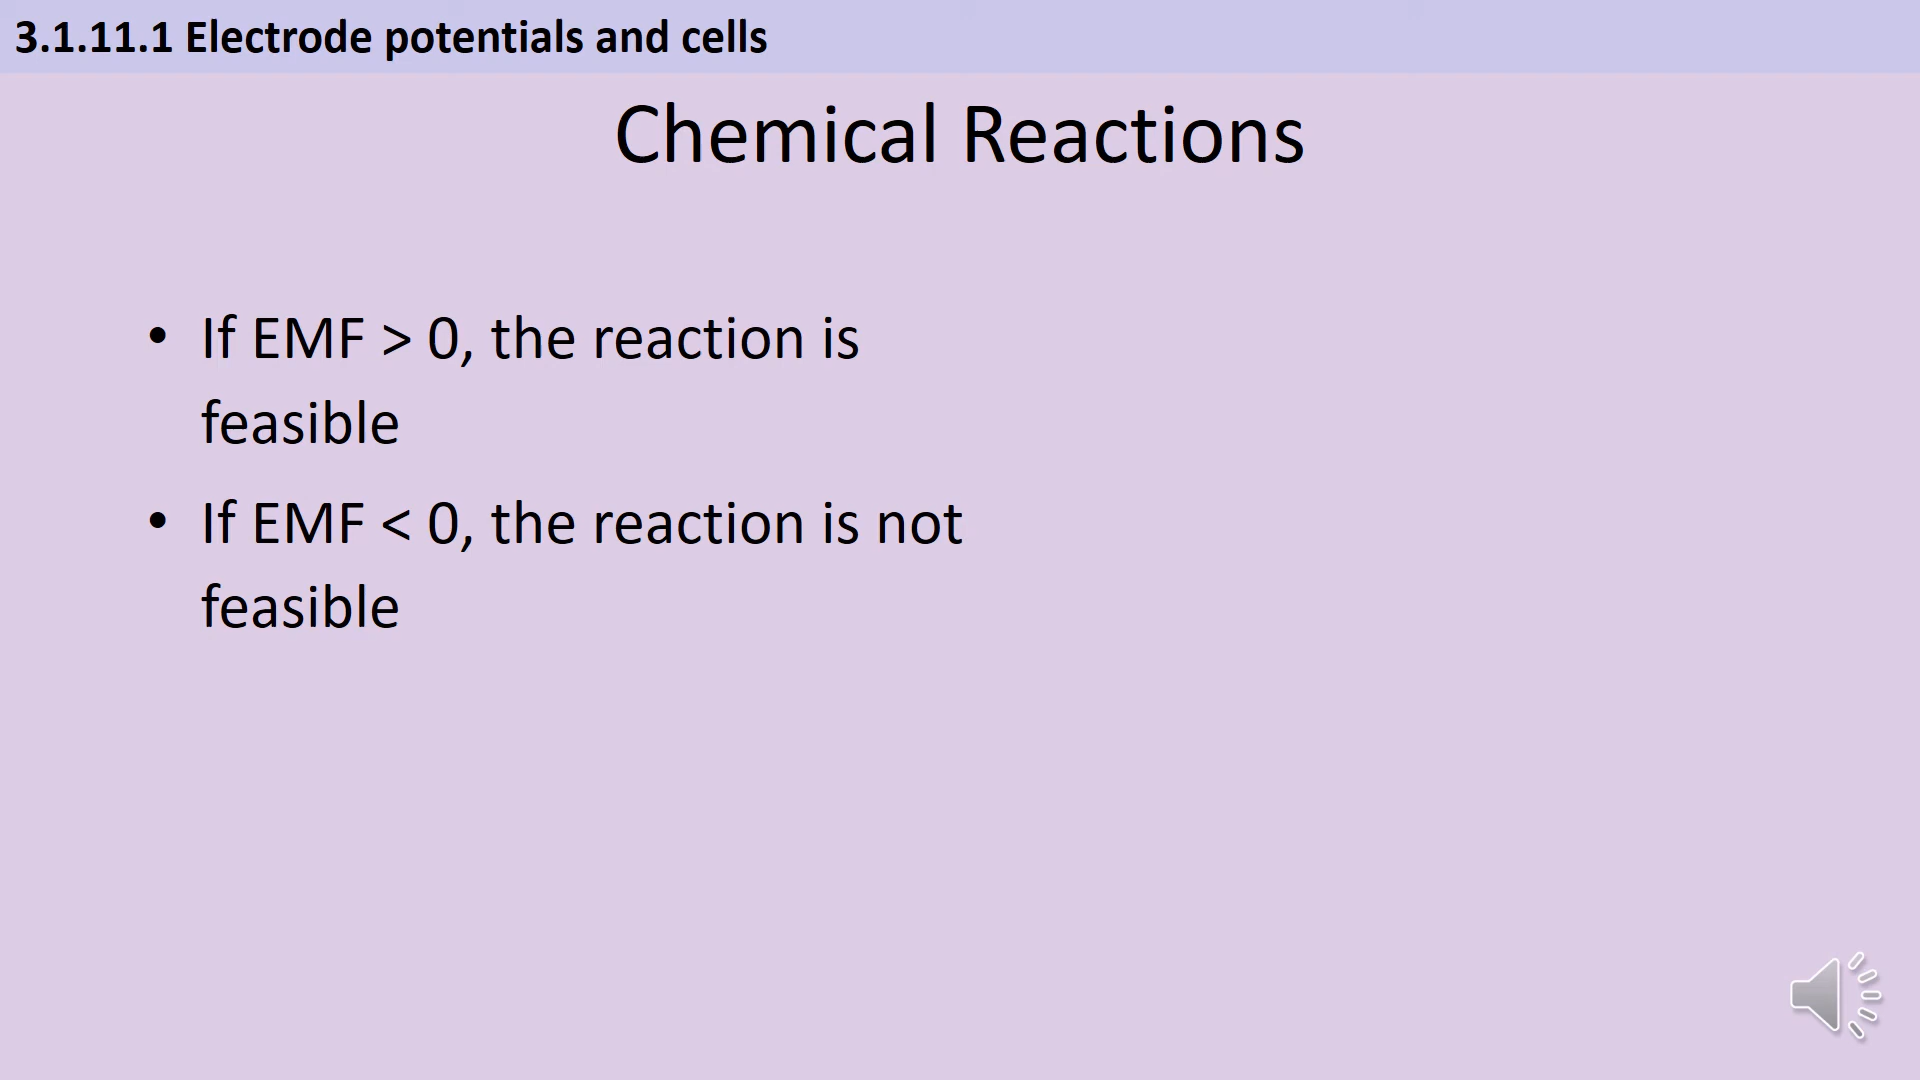 3.1.11.1 Electrode potentials and cells
Chemical Reactions
• If EMF > 0, the reaction is
feasible
• If EMF < 0, the reaction is not
feasible